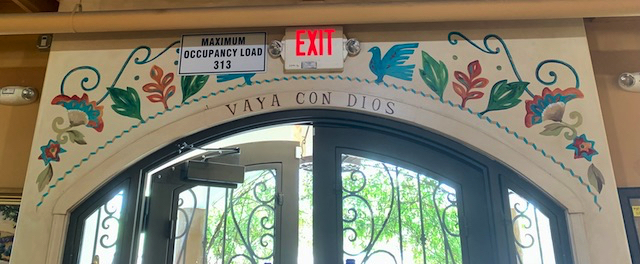 MAXIMUM
OCCUPANCY LOAD
313
EXIT
VAYA CON DIOS